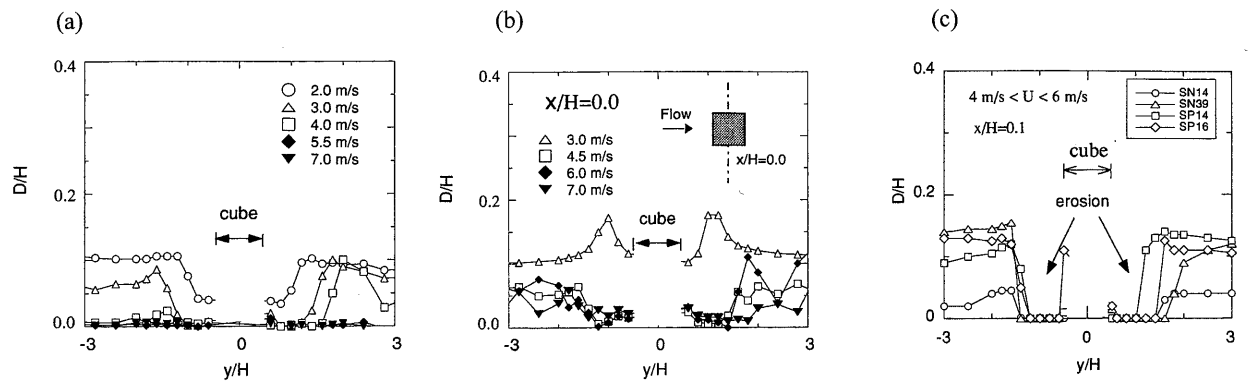 (a)
D/H
0.4
0.2
0.0
2.0 m/s
3.0 m/s
4.0 m/s
5.5 m/s
7.0 m/s
cube
-3
0
3
y/H
(b)
D/H
0.4
0.2
0.0
x/H=0.0
Flow
x/H=0.0
3.0 m/s
4.5 m/s
6.0 m/s
7.0 m/s
cube
-3
0
3
y/H
(c)
D/H
0.4
0.2
0.0
4 m/s < U < 6 m/s
x/H=0.1
SN14
SN39
SP14
SP16
cube
erosion
-3
0
3
y/H